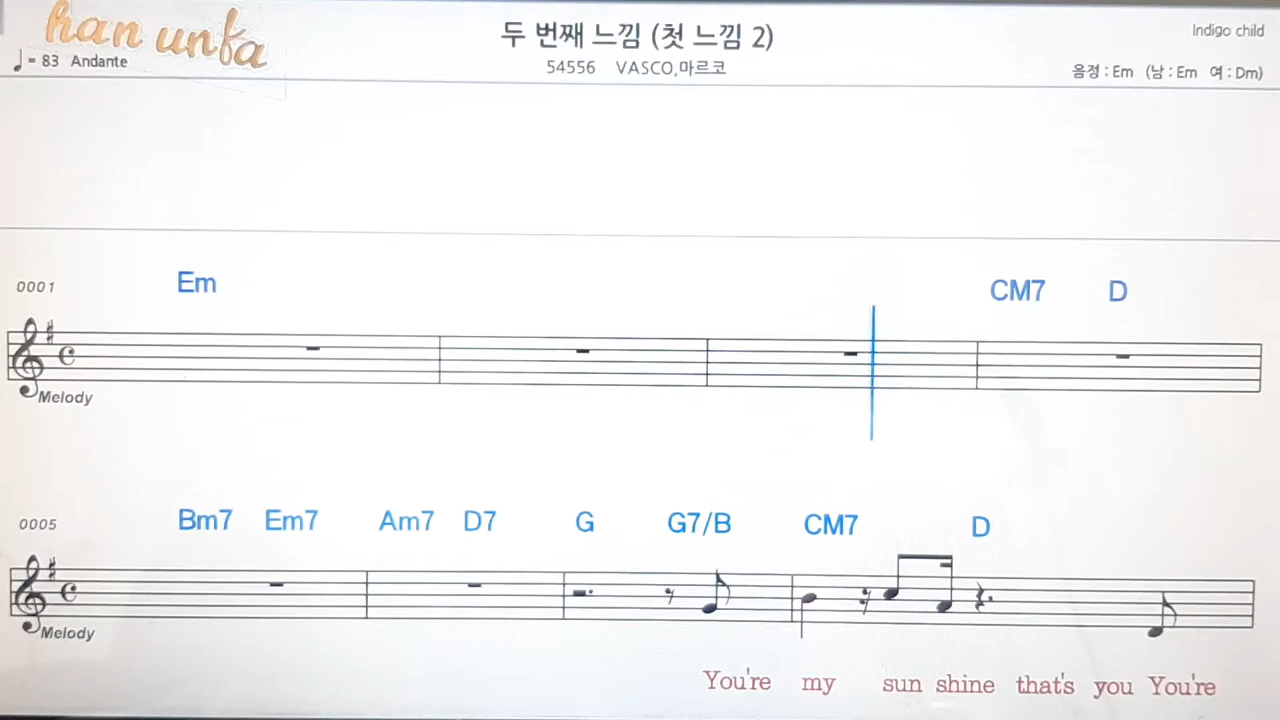 han unfa
두 번째 느낌 (첫 느낌 2)
Indigo child
♩= 83 Andante
54556 VASCO,마르코
음정 : Em (남 : Em 여 : Dm)
0001 Em CM7 D
Melody
0005 Bm7 Em7 Am7 D7 G G7/B CM7 D
Melody
You're my sun shine that's you You're